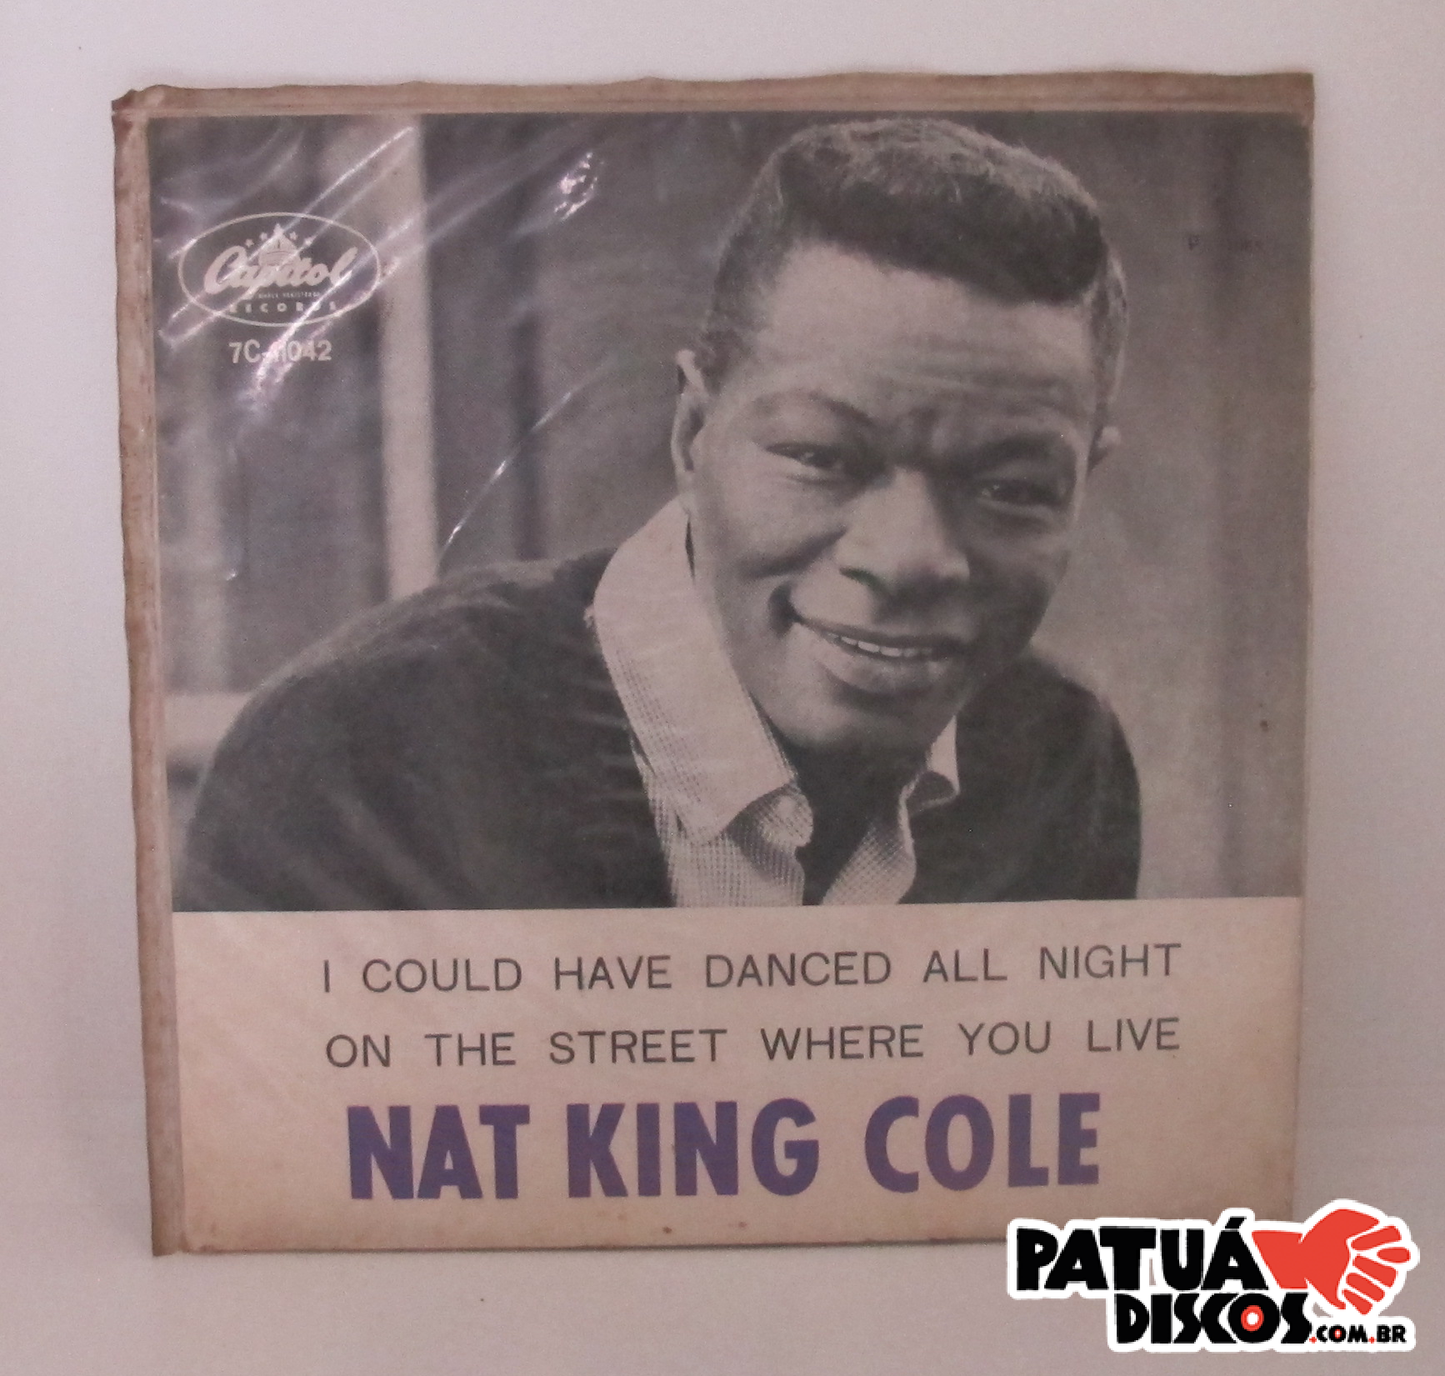 Capitol
RECORDS
7C-11042
I COULD HAVE DANCED ALL NIGHT
ON THE STREET WHERE YOU LIVE
NAT KING COLE
PATUÁ
DISCOS.COM.BR